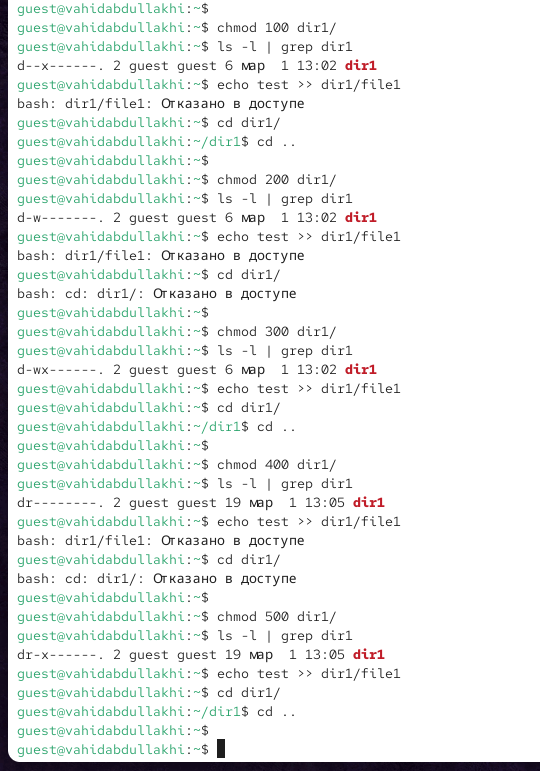 guest@vahidabdullakhi:~$
guest@vahidabdullakhi:~$ chmod 100 dir1/
guest@vahidabdullakhi:~$ ls -l | grep dir1
d--x------. 2 guest guest 6 мар  1 13:02 dir1
guest@vahidabdullakhi:~$ echo test >> dir1/file1
bash: dir1/file1: Отказано в доступе
guest@vahidabdullakhi:~$ cd dir1/
guest@vahidabdullakhi:~/dir1$ cd ..
guest@vahidabdullakhi:~$
guest@vahidabdullakhi:~$ chmod 200 dir1/
guest@vahidabdullakhi:~$ ls -l | grep dir1
d-w-------. 2 guest guest 6 мар  1 13:02 dir1
guest@vahidabdullakhi:~$ echo test >> dir1/file1
bash: dir1/file1: Отказано в доступе
guest@vahidabdullakhi:~$ cd dir1/
bash: cd: dir1/: Отказано в доступе
guest@vahidabdullakhi:~$
guest@vahidabdullakhi:~$ chmod 300 dir1/
guest@vahidabdullakhi:~$ ls -l | grep dir1
d-wx------. 2 guest guest 6 мар  1 13:02 dir1
guest@vahidabdullakhi:~$ echo test >> dir1/file1
guest@vahidabdullakhi:~$ cd dir1/
guest@vahidabdullakhi:~/dir1$ cd ..
guest@vahidabdullakhi:~$
guest@vahidabdullakhi:~$ chmod 400 dir1/
guest@vahidabdullakhi:~$ ls -l | grep dir1
dr--------. 2 guest guest 19 мар  1 13:05 dir1
guest@vahidabdullakhi:~$ echo test >> dir1/file1
bash: dir1/file1: Отказано в доступе
guest@vahidabdullakhi:~$ cd dir1/
bash: cd: dir1/: Отказано в доступе
guest@vahidabdullakhi:~$
guest@vahidabdullakhi:~$ chmod 500 dir1/
guest@vahidabdullakhi:~$ ls -l | grep dir1
dr-x------. 2 guest guest 19 мар  1 13:05 dir1
guest@vahidabdullakhi:~$ echo test >> dir1/file1
guest@vahidabdullakhi:~$ cd dir1/
guest@vahidabdullakhi:~/dir1$ cd ..
guest@vahidabdullakhi:~$
guest@vahidabdullakhi:~$